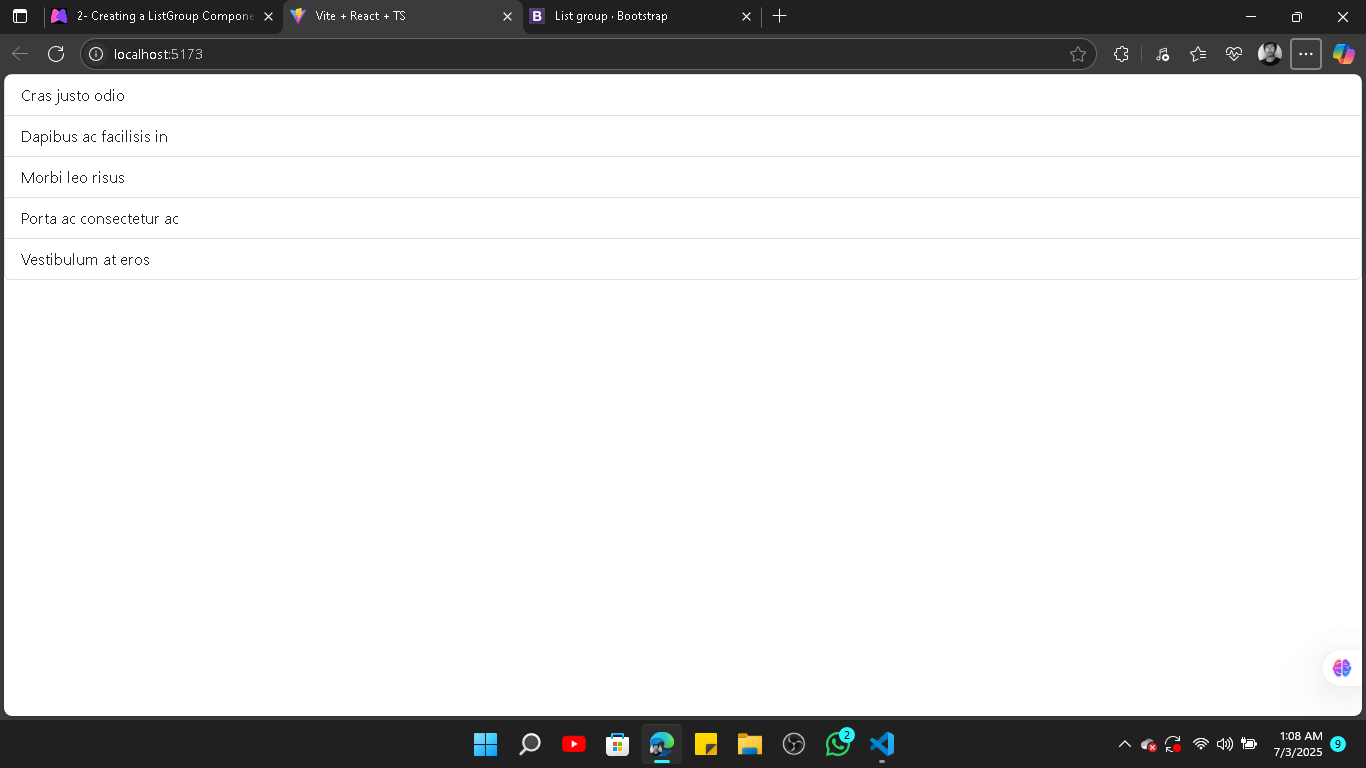 2- Creating a ListGroup Compone
Vite + React + TS
List group · Bootstrap
localhost:5173
Cras justo odio
Dapibus ac facilisis in
Morbi leo risus
Porta ac consectetur ac
Vestibulum at eros
2
1:08 AM
7/3/2025
9